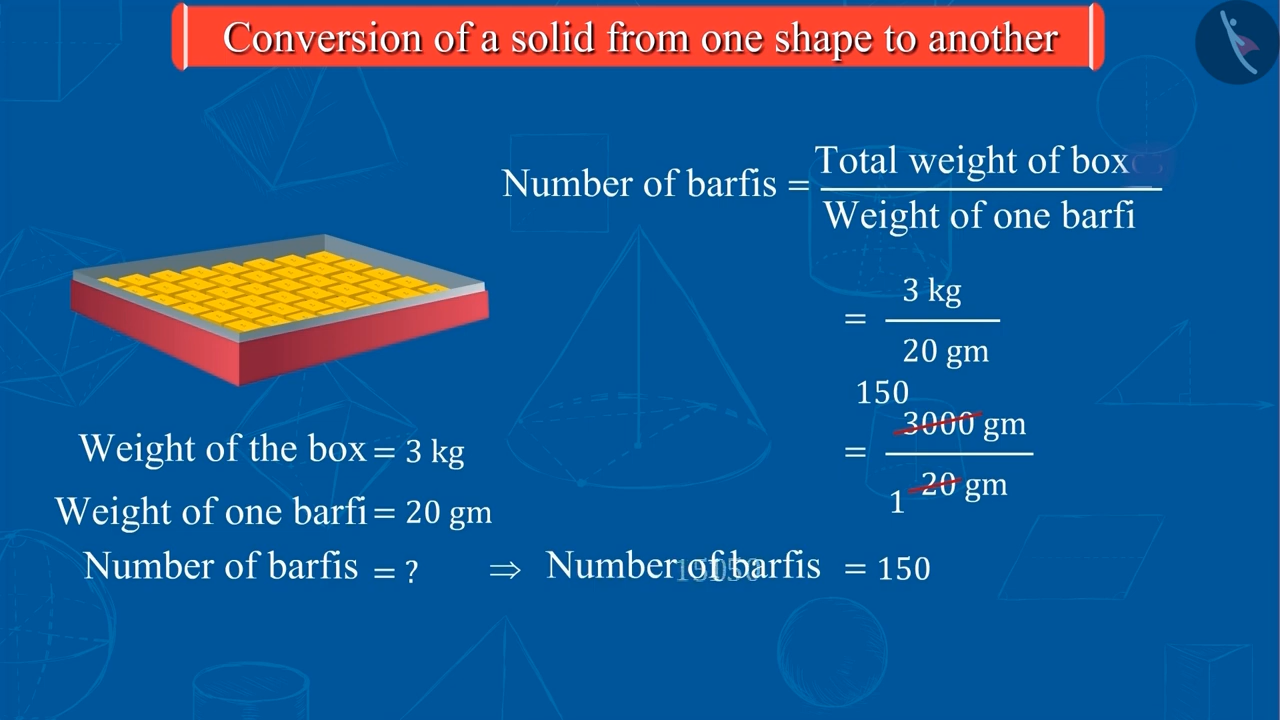 Conversion of a solid from one shape to another
Number of barfis = Total weight of box
Weight of one barfi
= 3 kg
20 gm
150
= 3000 gm
20 gm
1
Weight of the box = 3 kg
Weight of one barfi = 20 gm
Number of barfis = ? ⇒ Number of barfis = 150